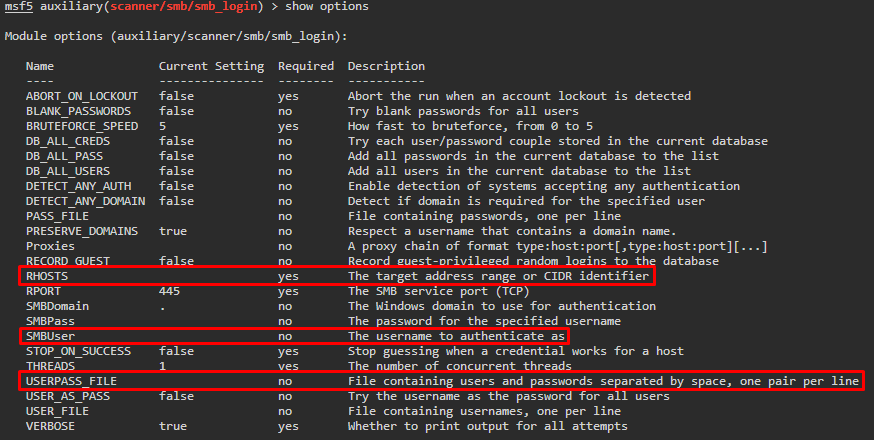 msf5 auxiliary(scanner/smb/smb_login) > show options
Module options (auxiliary/scanner/smb/smb_login):
Name Current Setting Required Description
---- --------------- -------- -----------
ABORT_ON_LOCKOUT false yes Abort the run when an account lockout is detected
BLANK_PASSWORDS false no Try blank passwords for all users
BRUTEFORCE_SPEED 5 yes How fast to bruteforce, from 0 to 5
DB_ALL_CREDS false no Try each user/password couple stored in the current database
DB_ALL_PASS false no Add all passwords in the current database to the list
DB_ALL_USERS false no Add all users in the current database to the list
DETECT_ANY_AUTH false no Enable detection of systems accepting any authentication
DETECT_ANY_DOMAIN false no Detect if domain is required for the specified user
PASS_FILE no File containing passwords, one per line
PRESERVE_DOMAINS true no Respect a username that contains a domain name.
Proxies no A proxy chain of format type:host:port[,type:host:port][...]
RECORD_GUEST false no Record guest-privileged random logins to the database
RHOSTS yes The target address range or CIDR identifier
RPORT 445 yes The SMB service port (TCP)
SMBDomain . no The Windows domain to use for authentication
SMBPass no The password for the specified username
SMBUser no The username to authenticate as
STOP_ON_SUCCESS false yes Stop guessing when a credential works for a host
THREADS 1 yes The number of concurrent threads
USERPASS_FILE no File containing users and passwords separated by space, one pair per line
USER_AS_PASS false no Try the username as the password for all users
USER_FILE no File containing usernames, one per line
VERBOSE true yes Whether to print output for all attempts